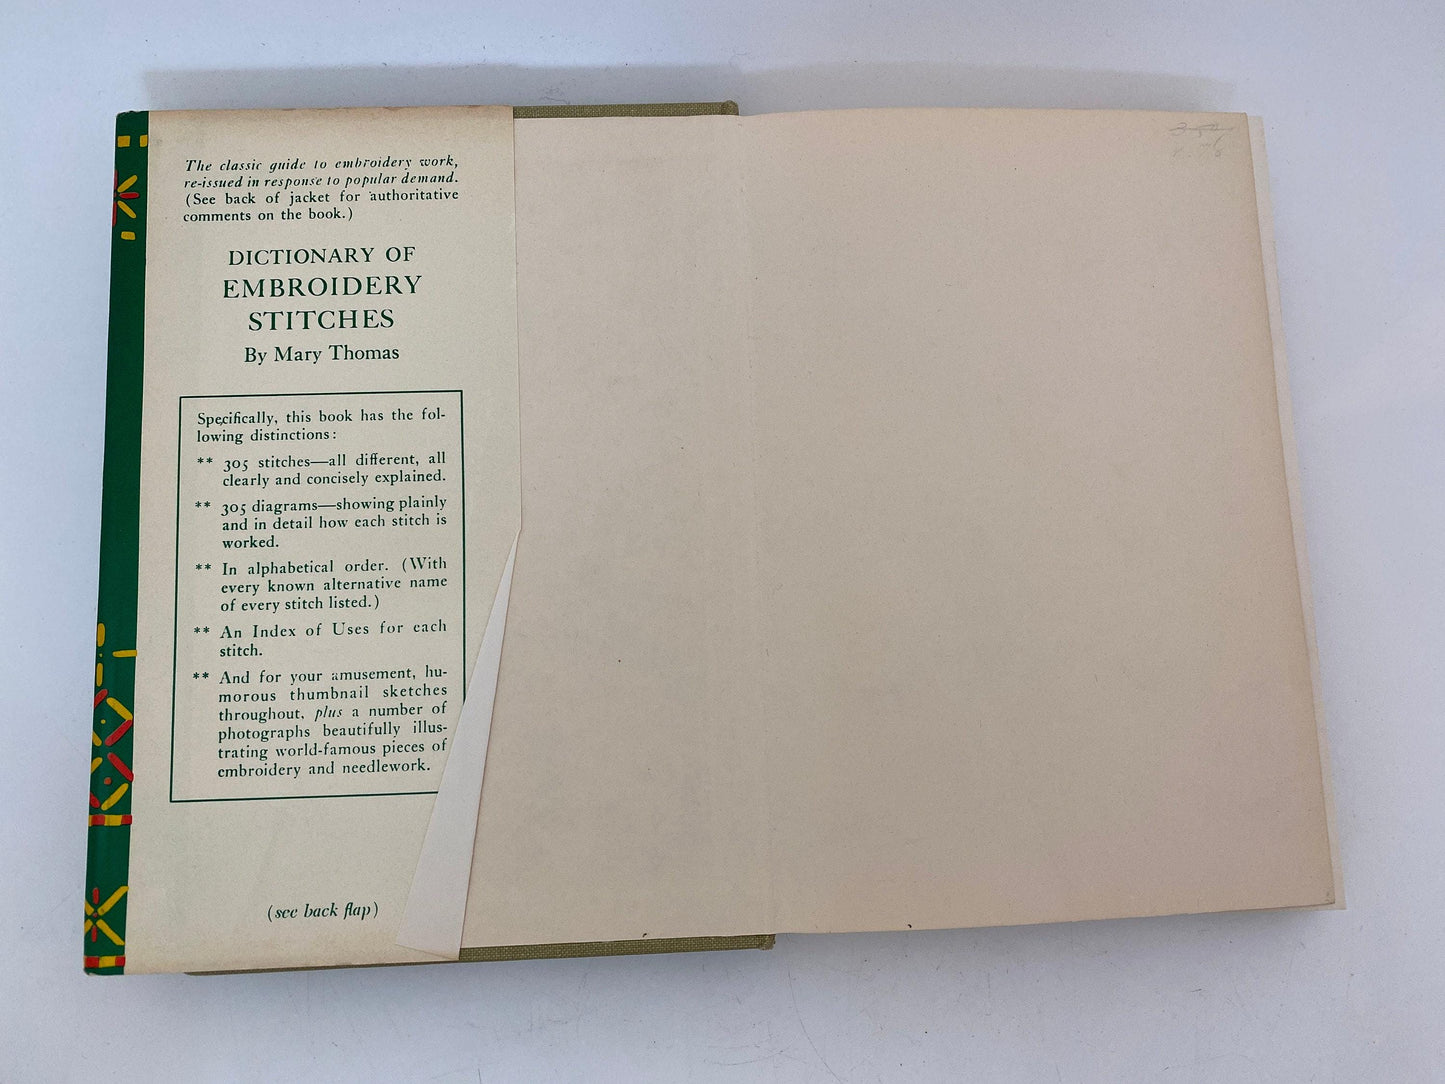 The classic guide to embroidery work,
re-issued in response to popular demand.
(See back of jacket for authoritative
comments on the book.)
DICTIONARY OF
EMBROIDERY
STITCHES
By Mary Thomas
Specifically, this book has the fol-
lowing distinctions:
** 305 stitches—all different, all
clearly and concisely explained.
** 305 diagrams—showing plainly
and in detail how each stitch is
worked.
** In alphabetical order. (With
every known alternative name
of every stitch listed.)
** An Index of Uses for each
stitch.
** And for your amusement, hu-
morous thumbnail sketches
throughout, plus a number of
photographs beautifully illus-
trating world-famous pieces of
embroidery and needlework.
(see back flap)